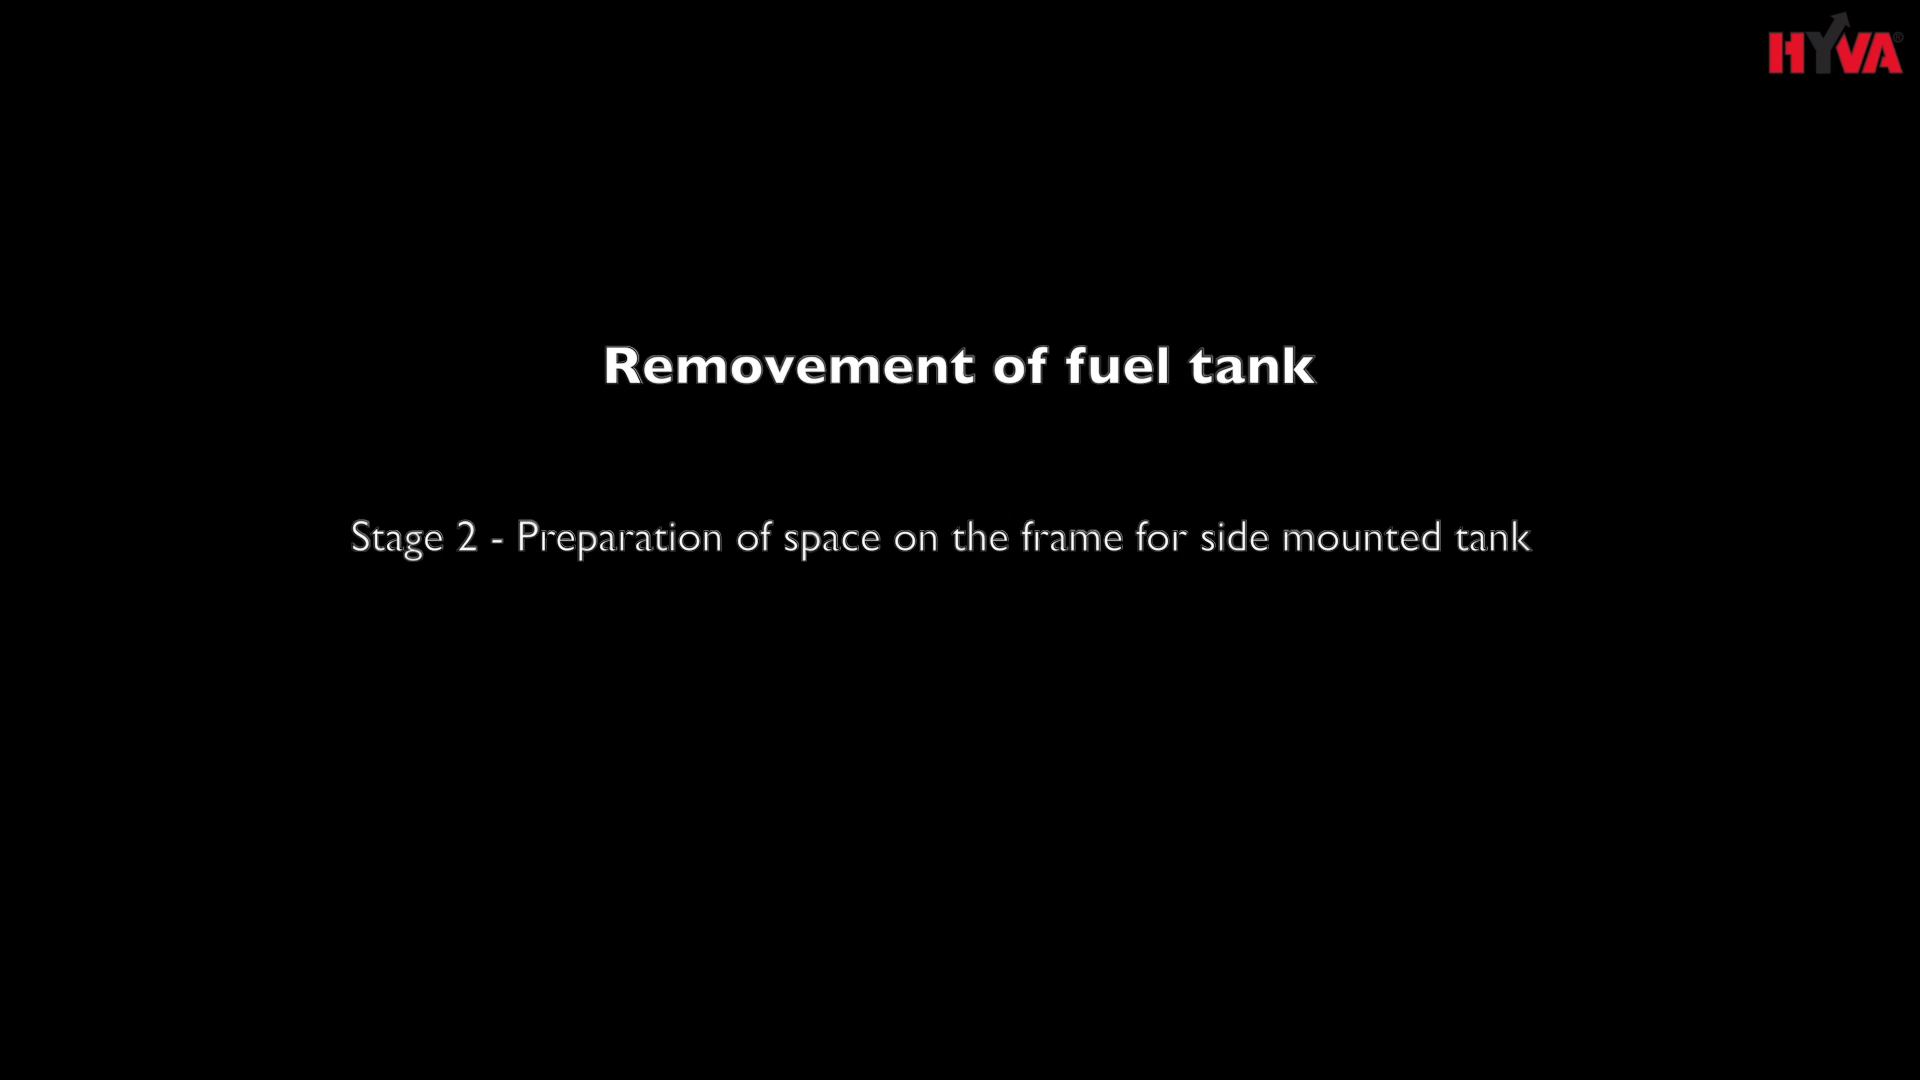 HYVA®
Removement of fuel tank
Stage 2 - Preparation of space on the frame for side mounted tank